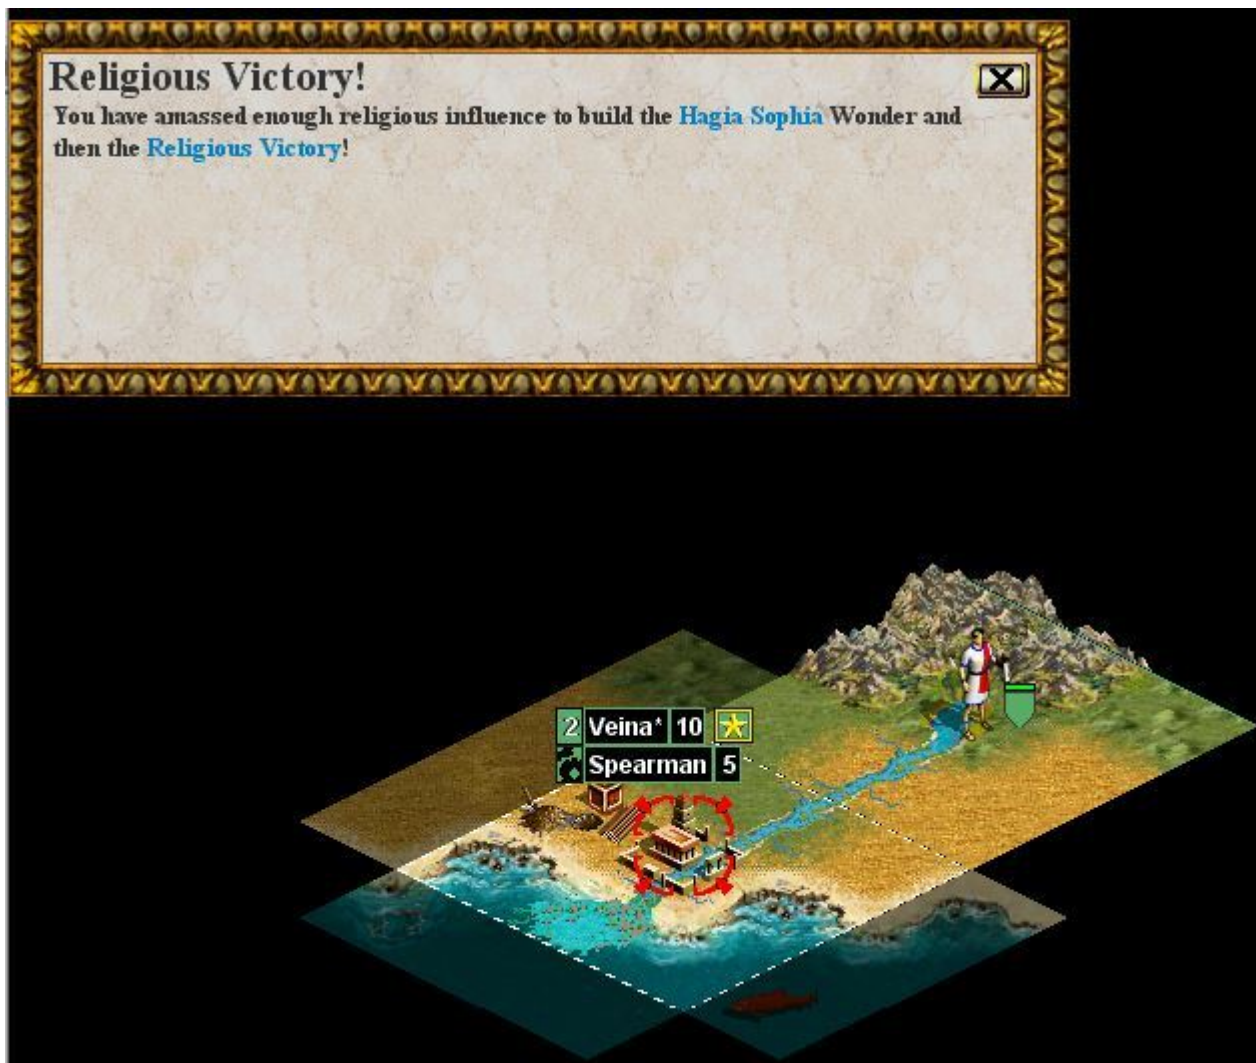 Religious Victory!
You have amassed enough religious influence to build the Hagia Sophia Wonder and
then the Religious Victory!
2 Veina* 10
Spearman 5